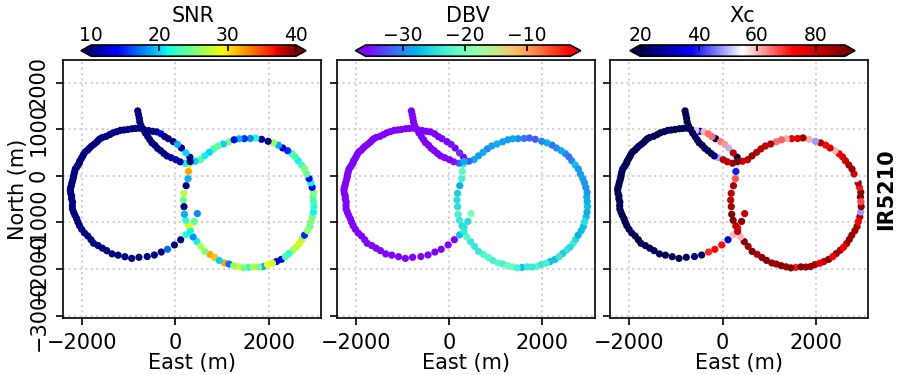 SNR DBV Xc
10 20 30 40 −30 −20 −10 20 40 60 80
2000
1000
0
−1000
−2000
−3000
North (m)
IR5210
−2000 0 2000 −2000 0 2000 −2000 0 2000
East (m) East (m) East (m)